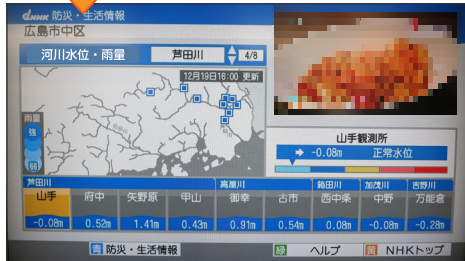 dNHK 防災・生活情報
広島市中区
河川水位・雨量
芦田川
4/8
12月19日16:00 更新
雨量
強
弱
山手観測所
→ -0.08m 正常水位
芦田川 高屋川 箱田川 加茂川 吉野川
山手 府中 矢野原 甲山 御幸 古市 西中条 中野 万能倉
-0.08m 0.52m 1.41m 0.43m 0.91m 0.54m 0.08m -0.08m -0.28m
青 防災・生活情報 緑 ヘルプ 黄 NHKトップ